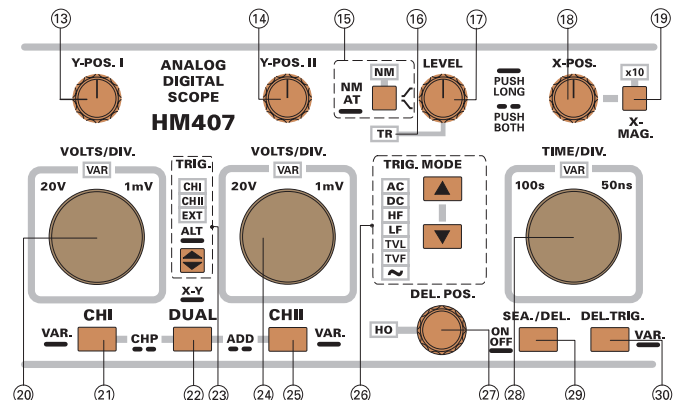 13 14 15 16 17 18 19
Y-POS. I
ANALOG
DIGITAL
SCOPE
HM407
Y-POS. II
NM
AT
NM
LEVEL
TR
PUSH
LONG
PUSH
BOTH
X-POS.
x10
X-
MAG.
VOLTS/DIV.
VAR
20V 1mV
TRIG.
CHI
CHII
EXT
ALT
X-Y
VOLTS/DIV.
VAR
20V 1mV
TRIG. MODE
AC
DC
HF
LF
TVL
TVF
~
TIME/DIV.
VAR
100s 50ns
DEL. POS.
HO
VAR.
CHI
CHP
DUAL
ADD
CHII
VAR.
ON
OFF
SEA./DEL.
DEL.TRIG.
VAR.
20 21 22 23 24 25 26 27 28 29 30